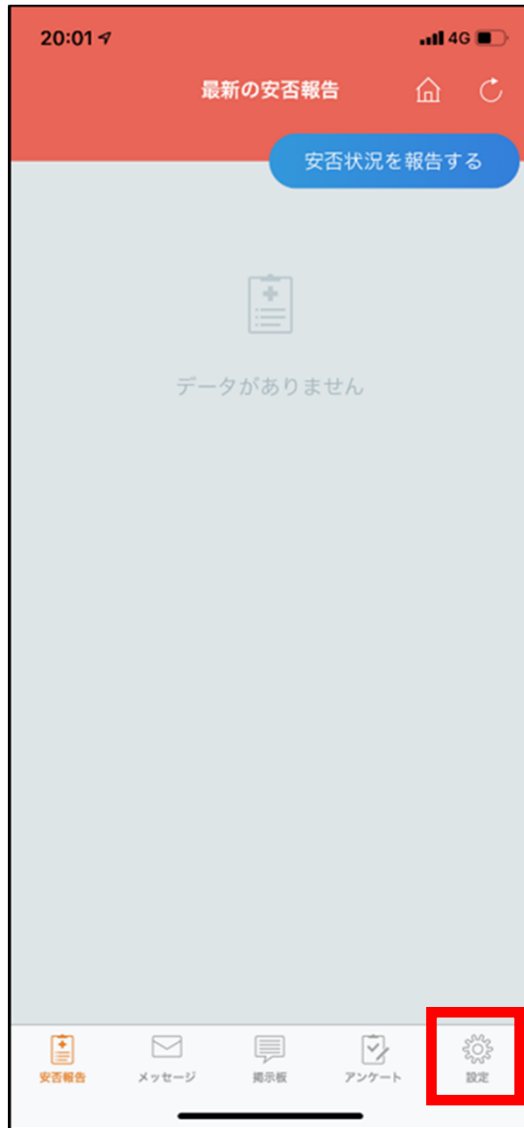 20:01
4G
最新の安否報告
安否状況を報告する
データがありません
安否報告
メッセージ
掲示板
アンケート
設定